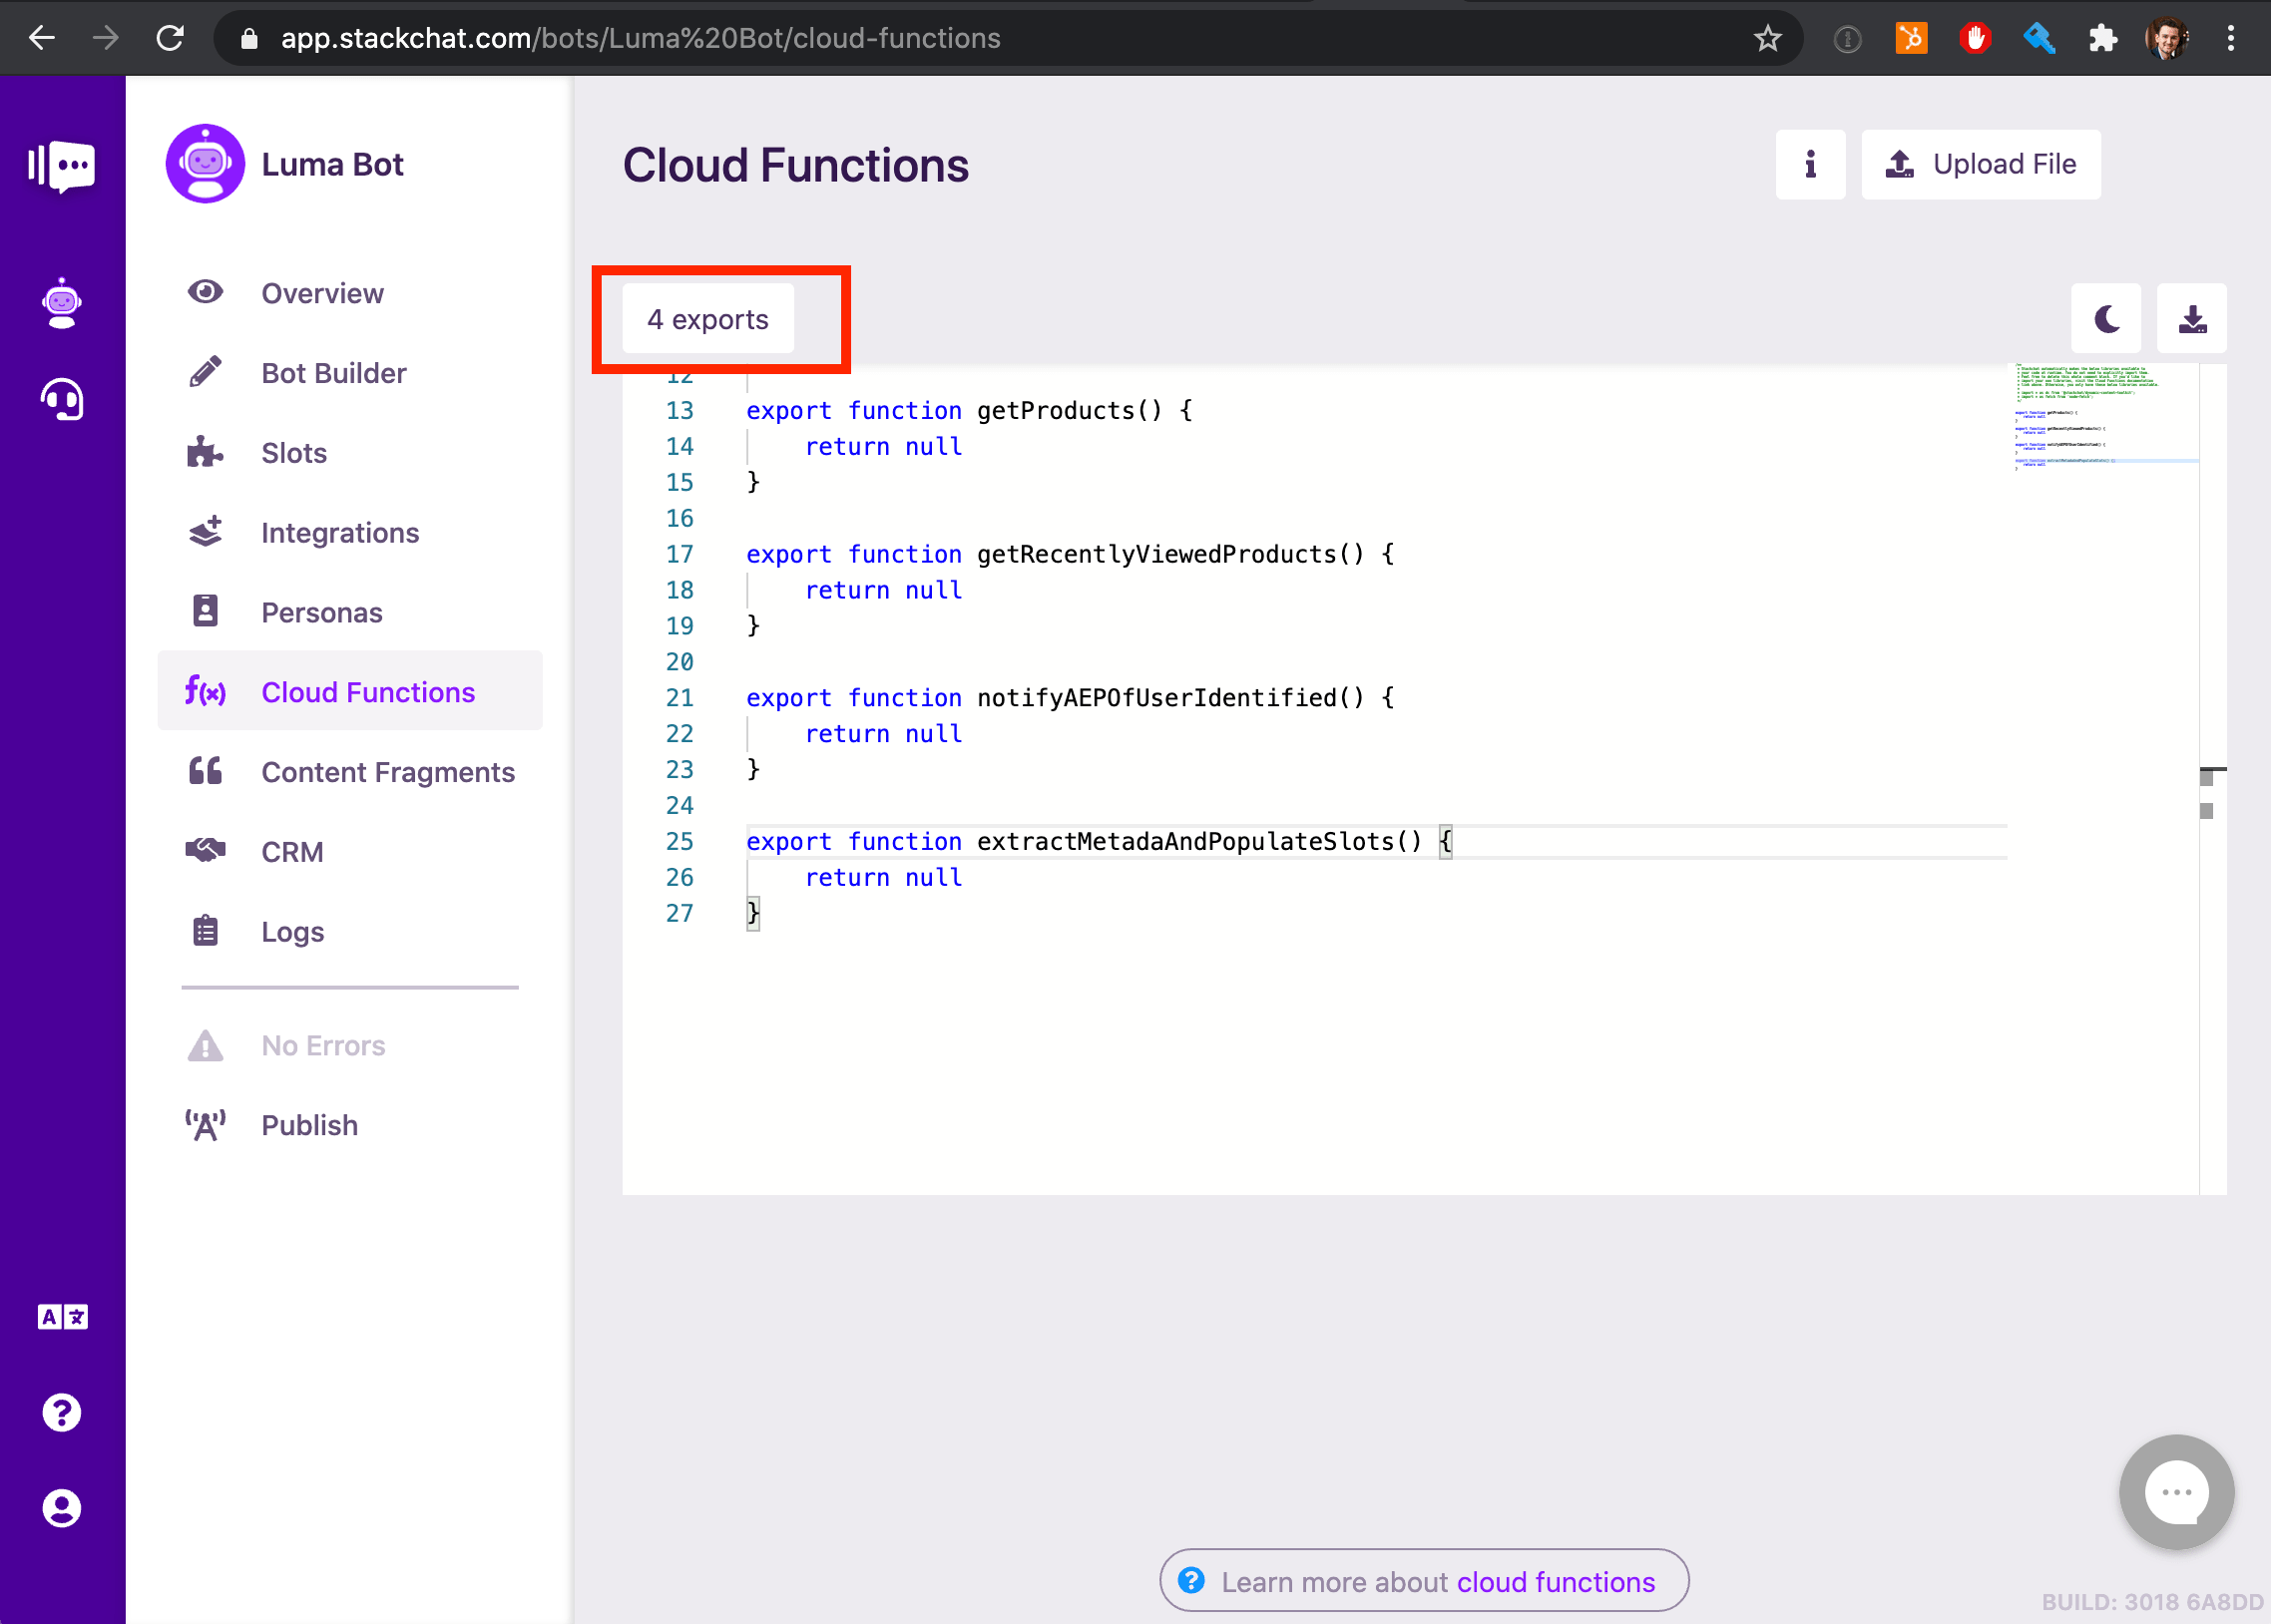 app.stackchat.com/bots/Luma%20Bot/cloud-functions
Luma Bot
Overview
Bot Builder
Slots
Integrations
Personas
f(x) Cloud Functions
Content Fragments
CRM
Logs
No Errors
Publish
Cloud Functions
Upload File
4 exports
12
13 export function getProducts() {
14 return null
15 }
16
17 export function getRecentlyViewedProducts() {
18 return null
19 }
20
21 export function notifyAEPOfUserIdentified() {
22 return null
23 }
24
25 export function extractMetadaAndPopulateSlots() {
26 return null
27 }
Learn more about cloud functions
BUILD: 3018 6A8DD